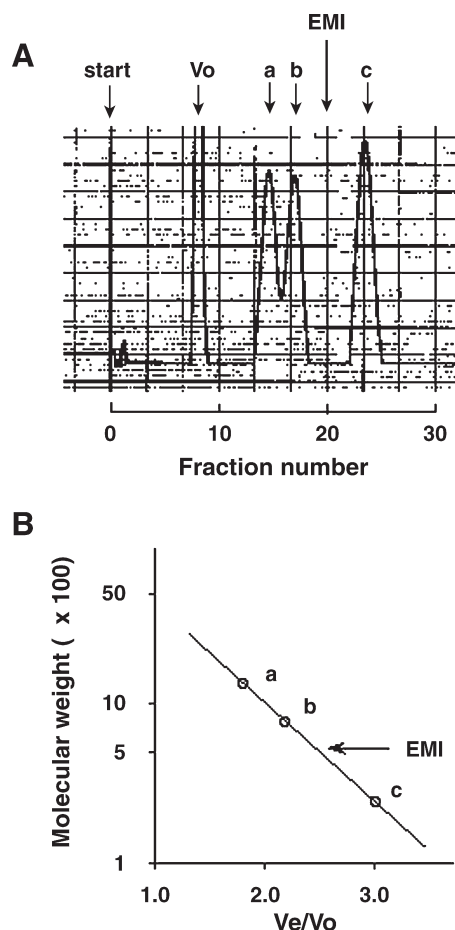 EMI
A
start Vo a b c
0 10 20 30
Fraction number
B
Molecular weight ( x 100)
50
10
5
1
a
b
EMI
c
1.0 2.0 3.0
Ve/Vo